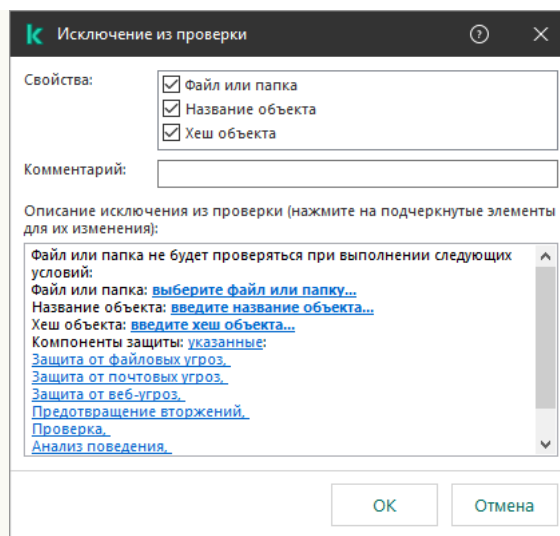 Исключение из проверки
Свойства:
Файл или папка
Название объекта
Хеш объекта
Комментарий:
Описание исключения из проверки (нажмите на подчеркнутые элементы
для их изменения):
Файл или папка не будет проверяться при выполнении следующих
условий:
Файл или папка: выберите файл или папку...
Название объекта: введите название объекта...
Хеш объекта: введите хеш объекта...
Компоненты защиты: указанные:
Защита от файловых угроз,
Защита от почтовых угроз,
Защита от веб-угроз,
Предотвращение вторжений,
Проверка,
Анализ поведения,
ОК
Отмена